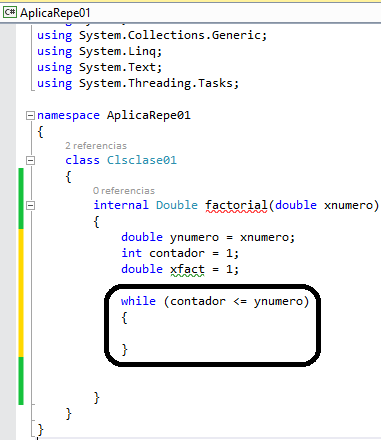 C# AplicaRepe01
using System.Collections.Generic;
using System.Linq;
using System.Text;
using System.Threading.Tasks;
namespace AplicaRepe01
{
2 referencias
class Clsclase01
{
0 referencias
internal Double factorial(double xnumero)
{
double ynumero = xnumero;
int contador = 1;
double xfact = 1;
while (contador <= ynumero)
{
}
}
}
}